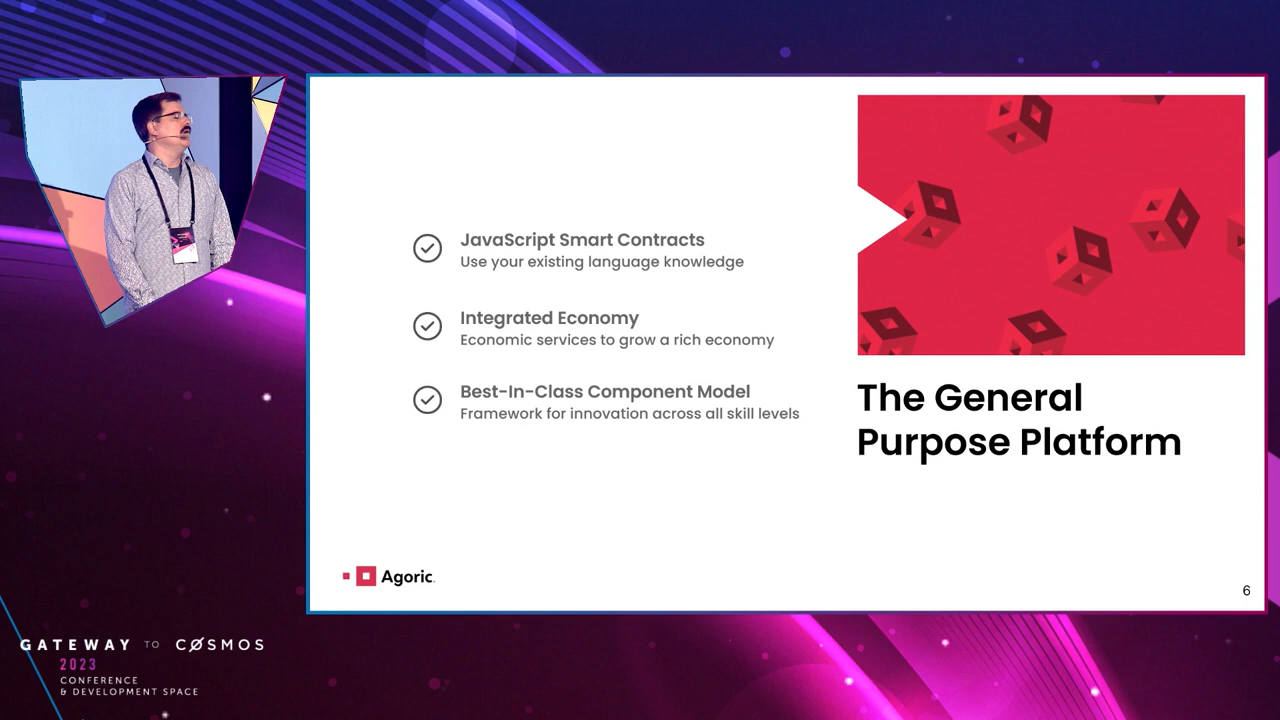 JavaScript Smart Contracts
Use your existing language knowledge
Integrated Economy
Economic services to grow a rich economy
Best-In-Class Component Model
Framework for innovation across all skill levels
The General
Purpose Platform
Agoric
6
GATEWAY TO CØSMOS
2023
CONFERENCE
& DEVELOPMENT SPACE